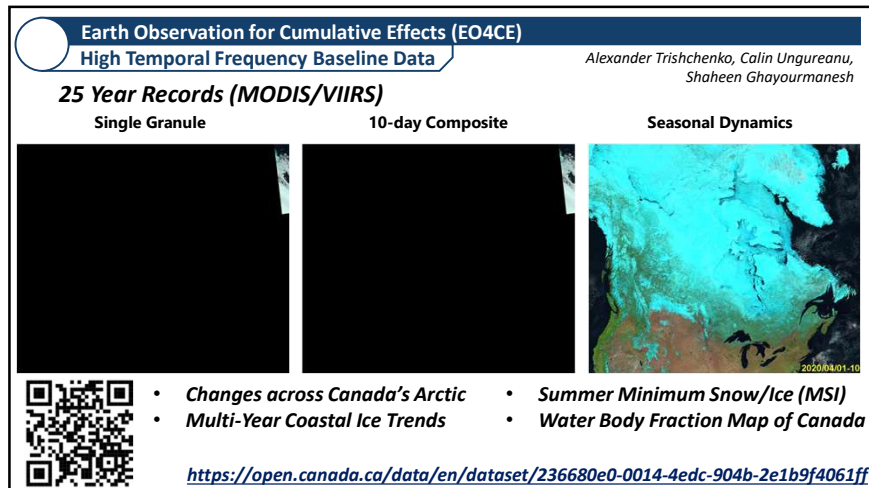 Earth Observation for Cumulative Effects (EO4CE)
High Temporal Frequency Baseline Data
Alexander Trishchenko, Calin Ungureanu,
Shaheen Ghayourmanesh
25 Year Records (MODIS/VIIRS)
Single Granule
10-day Composite
Seasonal Dynamics
2020/04/01-10
• Changes across Canada's Arctic
• Multi-Year Coastal Ice Trends
• Summer Minimum Snow/Ice (MSI)
• Water Body Fraction Map of Canada
https://open.canada.ca/data/en/dataset/236680e0-0014-4edc-904b-2e1b9f4061ff